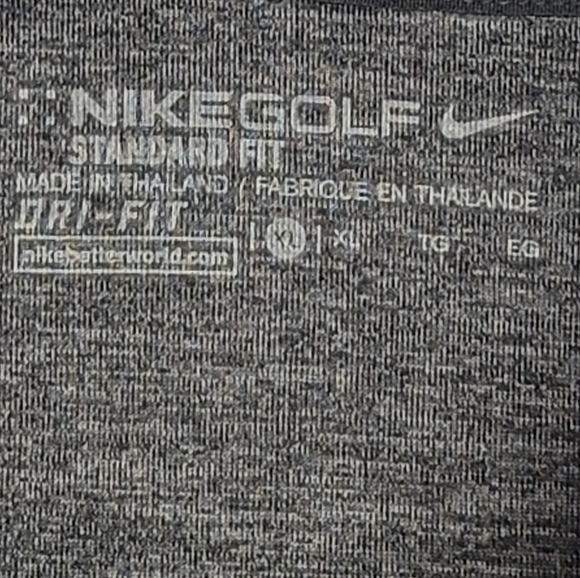 NIKEGOLF
STANDARD FIT
MADE IN THAILAND / FABRIQUE EN THAILANDE
DRI-FIT
XL XL TG EG
nikebetterworld.com